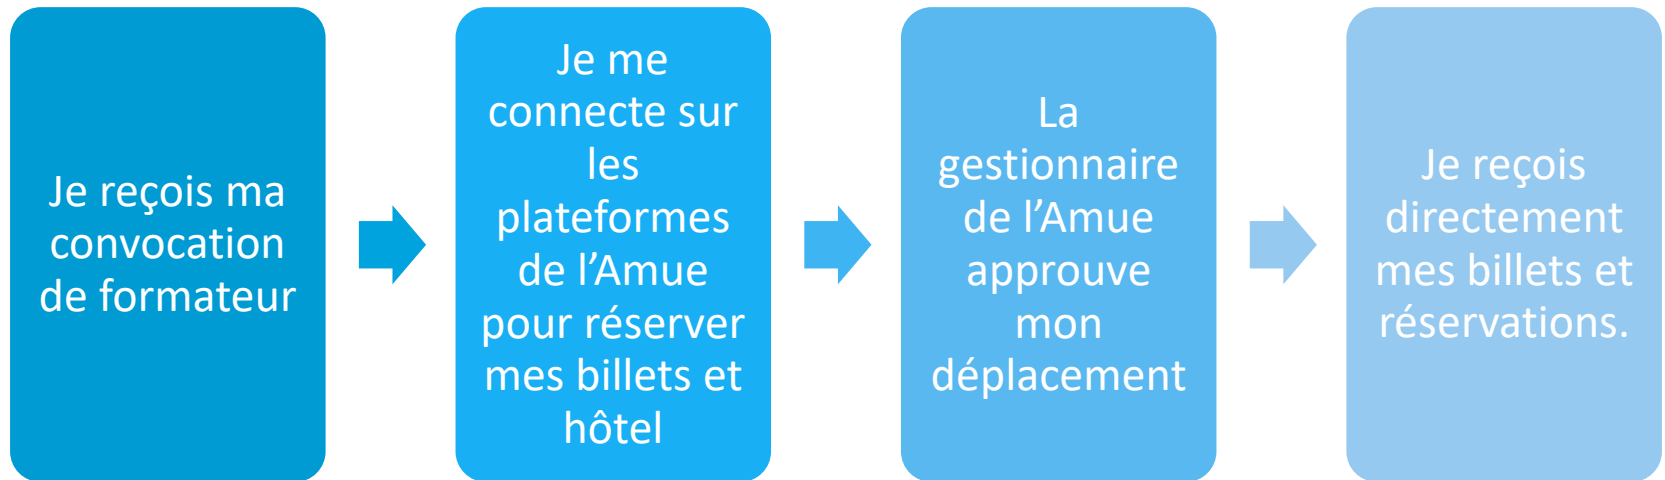 Je reçois ma
convocation
de formateur
Je me
connecte sur
les
plateformes
de l’Amue
pour réserver
mes billets et
hôtel
La
gestionnaire
de l’Amue
approuve
mon
déplacement
Je reçois
directement
mes billets et
réservations.